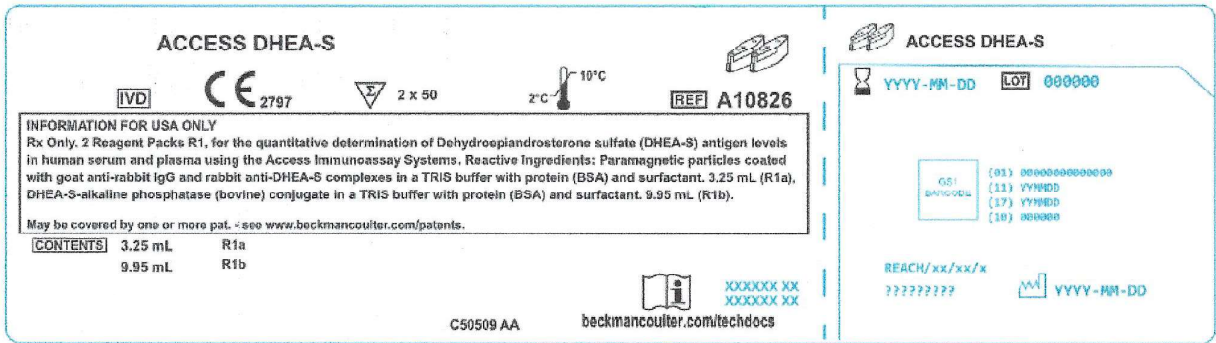 ACCESS DHEA-S
IVD
CE 2797
Σ 2 x 50
2°C 10°C
REF A10826
INFORMATION FOR USA ONLY
Rx Only. 2 Reagent Packs R1, for the quantitative determination of Dehydroepiandrosterone sulfate (DHEA-S) antigen levels
in human serum and plasma using the Access Immunoassay Systems. Reactive Ingredients: Paramagnetic particles coated
with goat anti-rabbit IgG and rabbit anti-DHEA-S complexes in a TRIS buffer with protein (BSA) and surfactant. 3.25 mL (R1a),
DHEA-S-alkaline phosphatase (bovine) conjugate in a TRIS buffer with protein (BSA) and surfactant. 9.95 mL (R1b).
May be covered by one or more pat. - see www.beckmancoulter.com/patents.
CONTENTS 3.25 mL R1a
9.95 mL R1b
i
XXXXXX XX
XXXXXX XX
C50509 AA
beckmancoulter.com/techdocs
ACCESS DHEA-S
YYYY-MM-DD LOT 000000
GS1
BARCODE
(01) 00000000000000
(11) YYMMDD
(17) YYMMDD
(10) 000000
REACH/xx/xx/x
?????????
YYYY-MM-DD